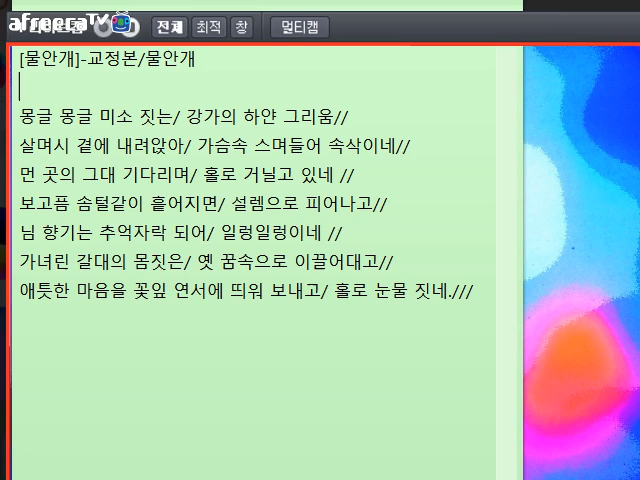 afreecaTV
전체 최적 창 멀티캠
[물안개]-교정본/물안개
몽글 몽글 미소 짓는/ 강가의 하얀 그리움//
살며시 곁에 내려앉아/ 가슴속 스며들어 속삭이네//
먼 곳의 그대 기다리며/ 홀로 거닐고 있네 //
보고픔 솜털같이 흩어지면/ 설렘으로 피어나고//
님 향기는 추억자락 되어/ 일렁일렁이네 //
가녀린 갈대의 몸짓은/ 옛 꿈속으로 이끌어대고//
애틋한 마음을 꽃잎 연서에 띄워 보내고/ 홀로 눈물 짓네.///